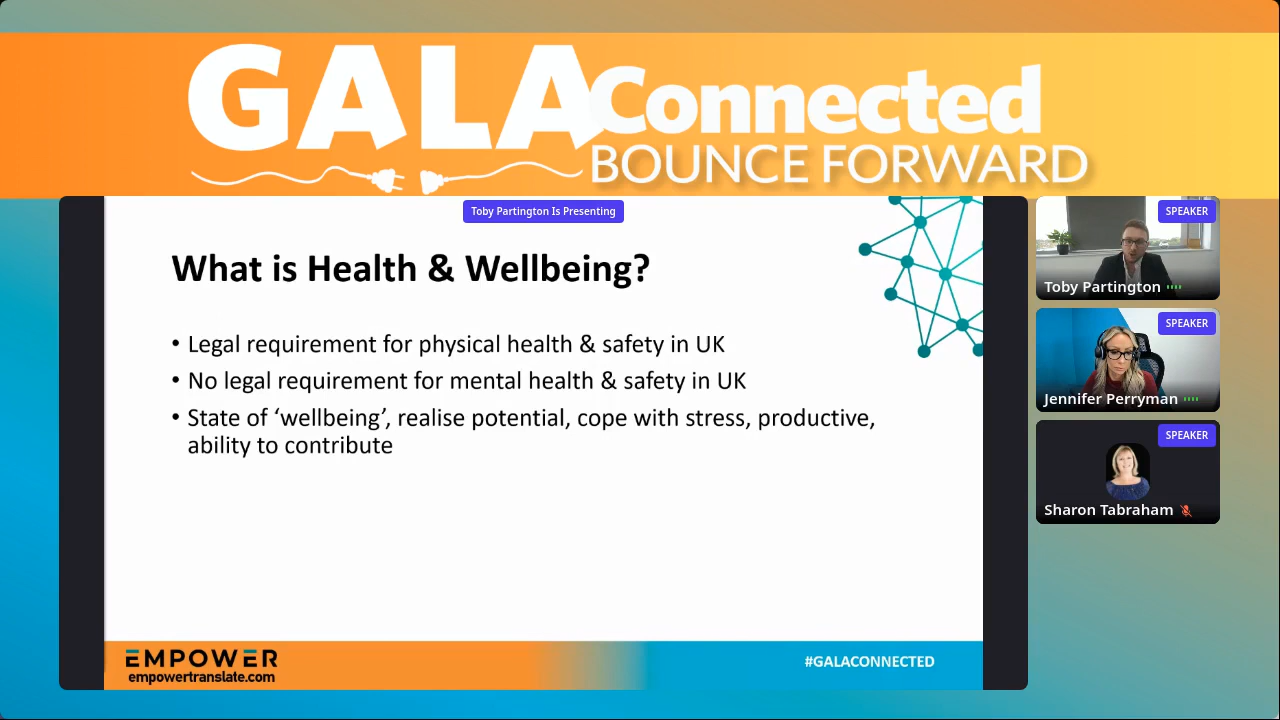 GALA Connected
BOUNCE FORWARD
Toby Partington Is Presenting
What is Health & Wellbeing?
• Legal requirement for physical health & safety in UK
• No legal requirement for mental health & safety in UK
• State of ‘wellbeing’, realise potential, cope with stress, productive,
ability to contribute
EMPOWER
empowertranslate.com
#GALACONNECTED
SPEAKER
Toby Partington
SPEAKER
Jennifer Perryman
SPEAKER
Sharon Tabraham